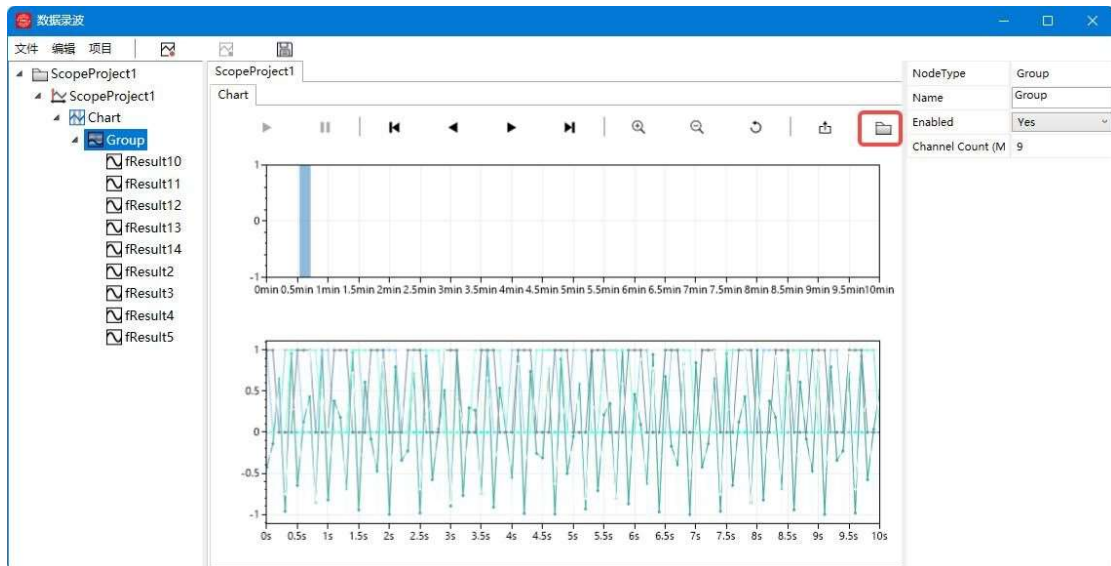 数据录波
文件 编辑 项目
ScopeProject1
ScopeProject1
Chart
Group
fResult10
fResult11
fResult12
fResult13
fResult14
fResult2
fResult3
fResult4
fResult5
ScopeProject1
Chart
1
0
-1
0min 0.5min 1min 1.5min 2min 2.5min 3min 3.5min 4min 4.5min 5min 5.5min 6min 6.5min 7min 7.5min 8min 8.5min 9min 9.5min 10min
1
0.5
0
-0.5
-1
0s 0.5s 1s 1.5s 2s 2.5s 3s 3.5s 4s 4.5s 5s 5.5s 6s 6.5s 7s 7.5s 8s 8.5s 9s 9.5s 10s
NodeType Group
Name Group
Enabled Yes
Channel Count (M 9